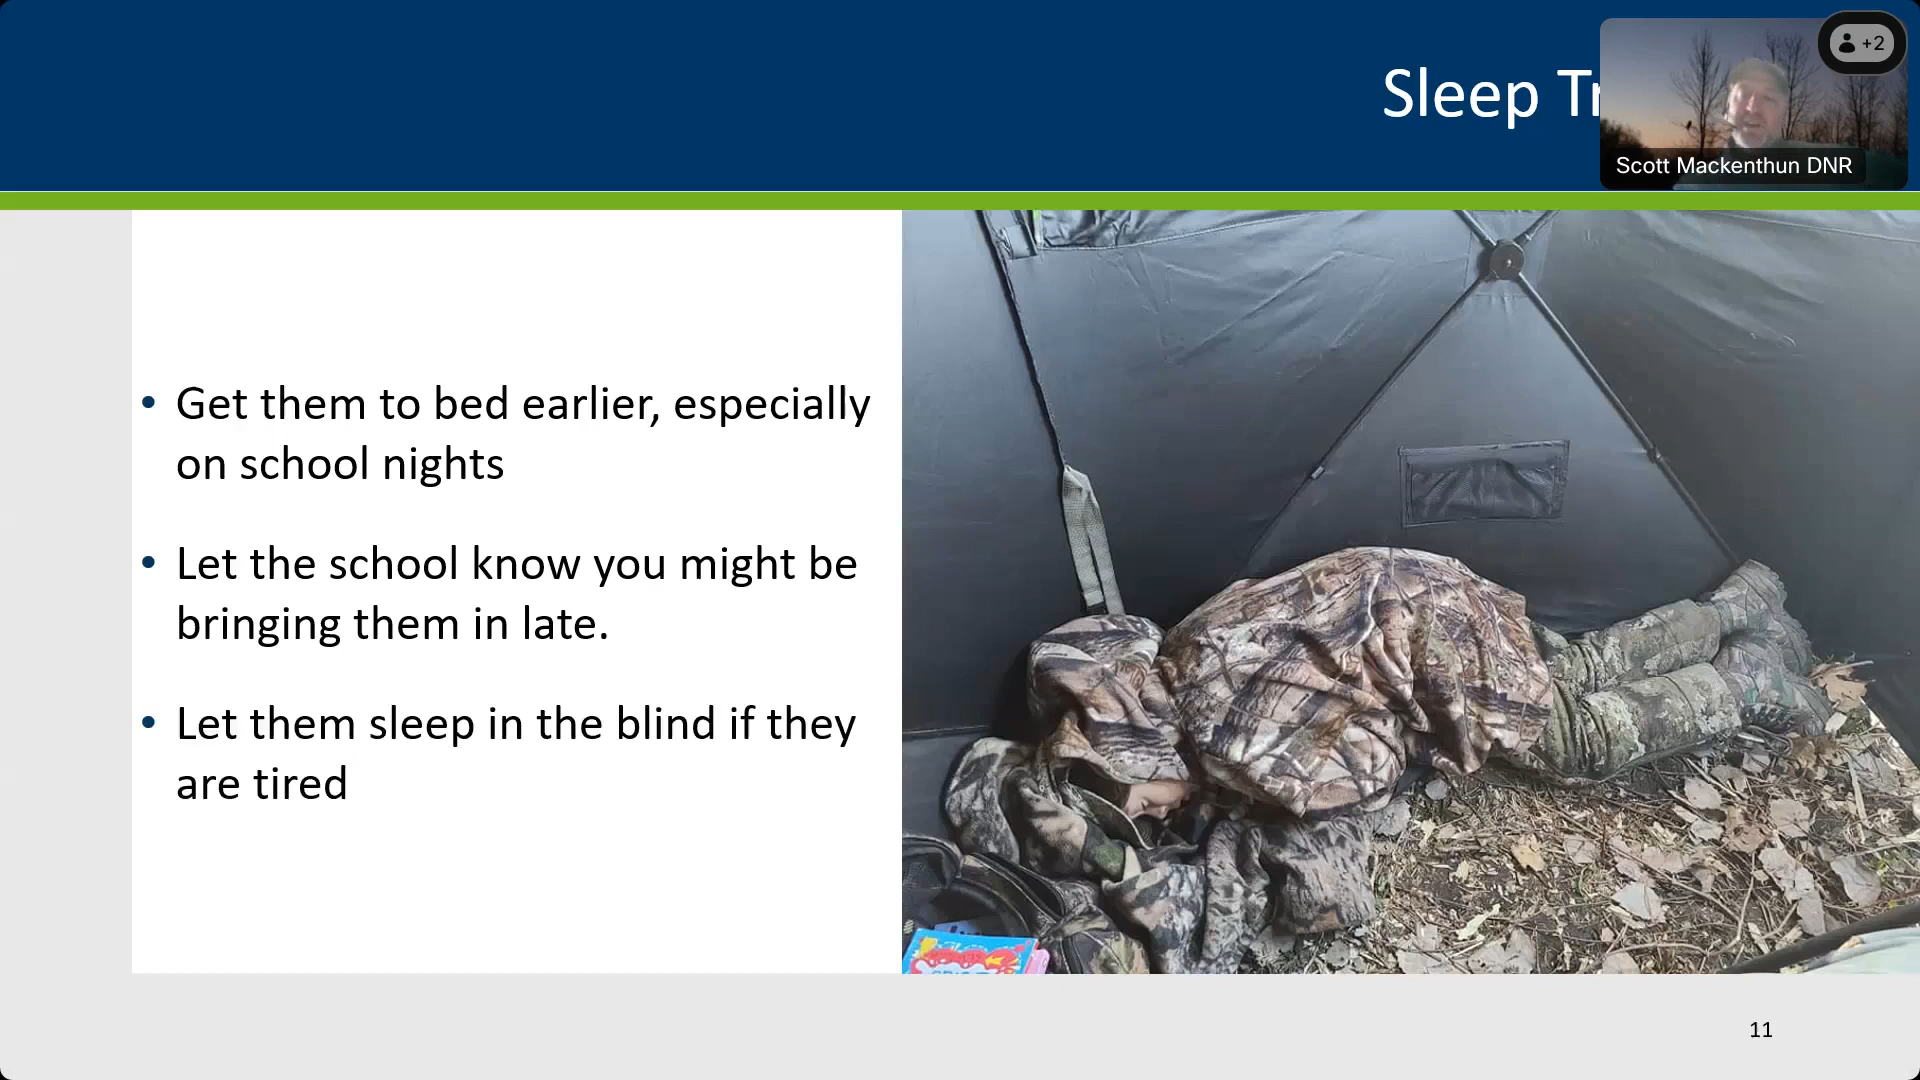 Sleep
+2
Scott Mackenthun DNR
• Get them to bed earlier, especially
on school nights
• Let the school know you might be
bringing them in late.
• Let them sleep in the blind if they
are tired
11